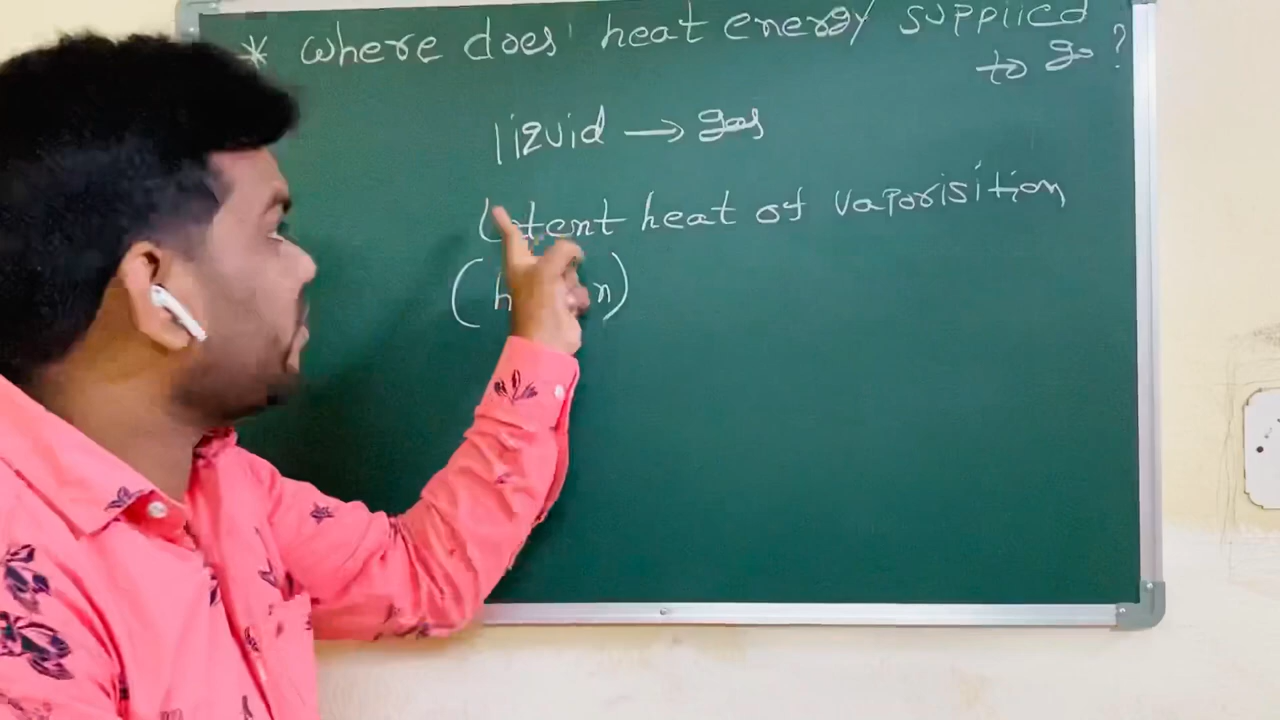 * where does heat energy supplied
to go ?
liquid → gas
latent heat of vaporisition